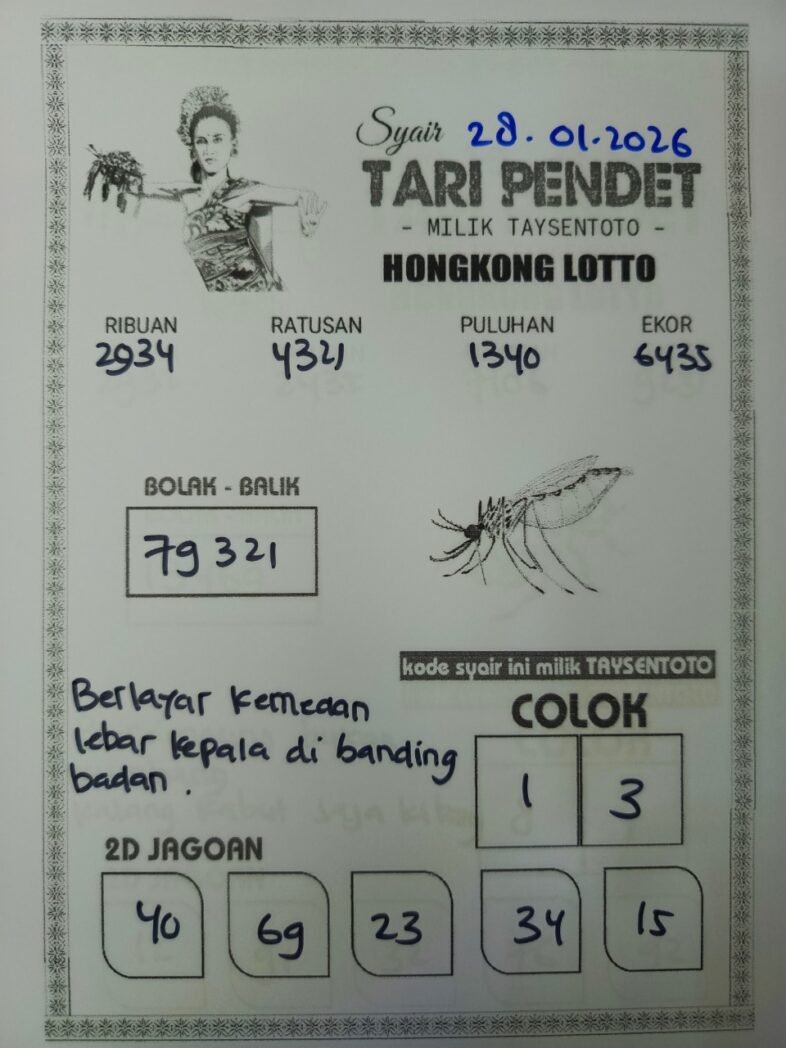 Syair 28.01.2026
TARI PENDET
- MILIK TAYSENTOTO -
HONGKONG LOTTO
RIBUAN RATUSAN PULUHAN EKOR
2934 4321 1340 6435
BOLAK - BALIK
79321
kode syair ini milik TAYSENTOTO
Berlayar kemedan
lebar kepala di banding
badan.
COLOK
1 3
2D JAGOAN
40 69 23 34 15